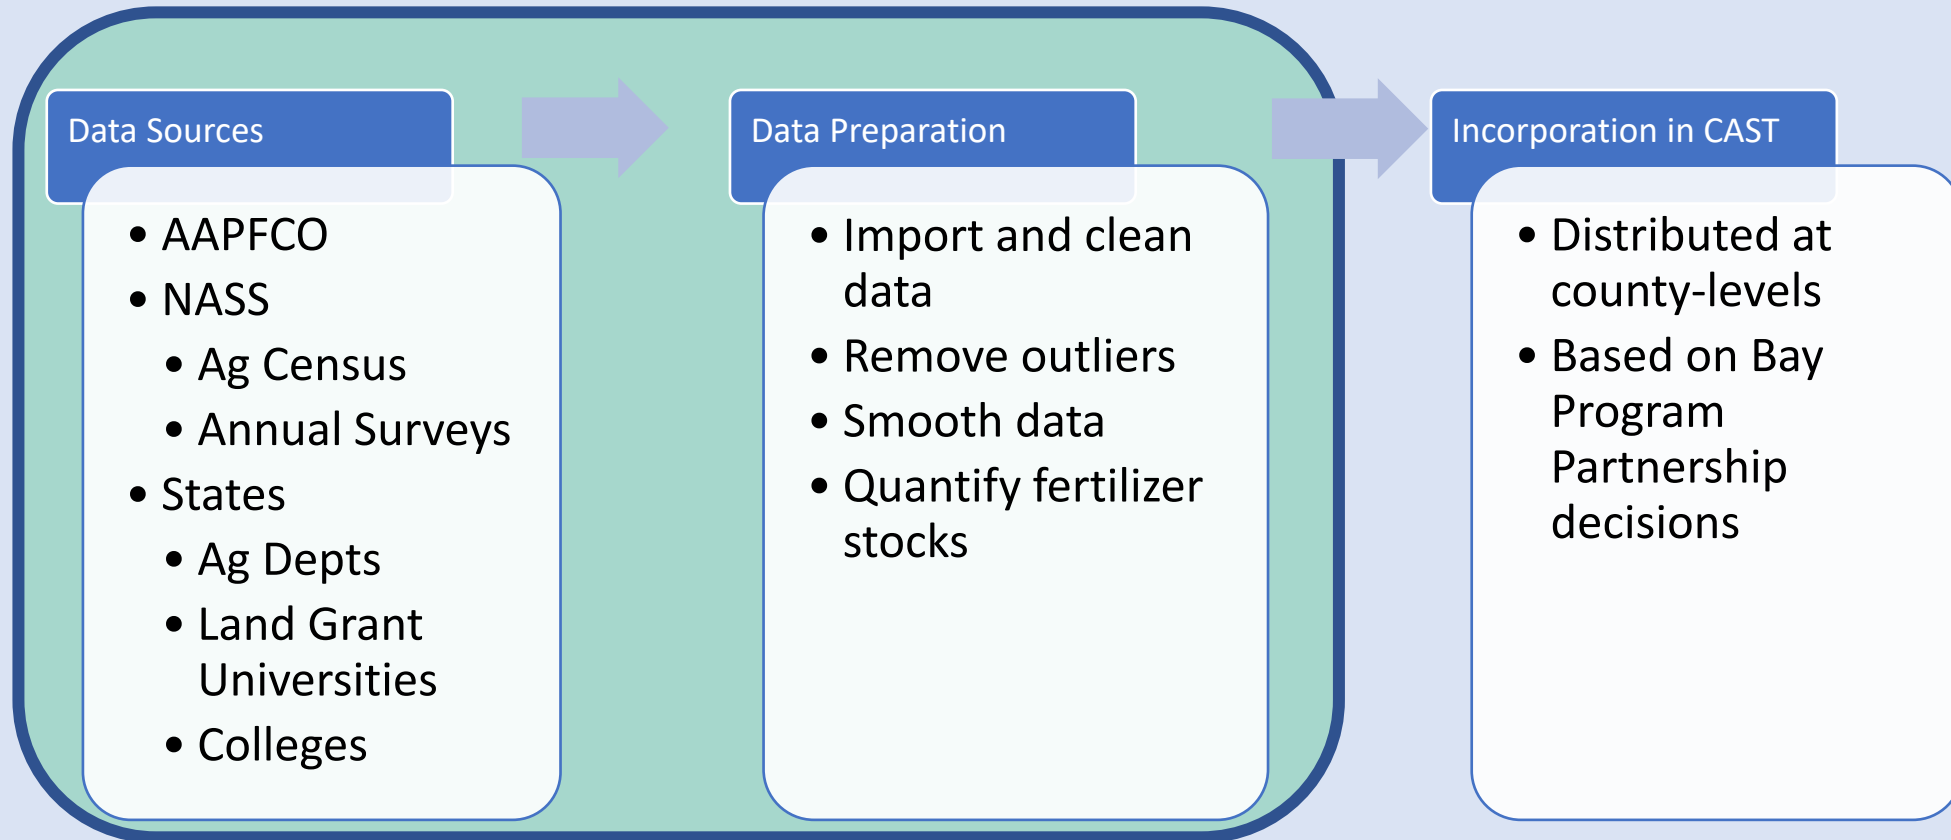 Data Sources
• AAPFCO
• NASS
• Ag Census
• Annual Surveys
• States
• Ag Depts
• Land Grant
Universities
• Colleges
Data Preparation
• Import and clean
data
• Remove outliers
• Smooth data
• Quantify fertilizer
stocks
Incorporation in CAST
• Distributed at
county-levels
• Based on Bay
Program
Partnership
decisions